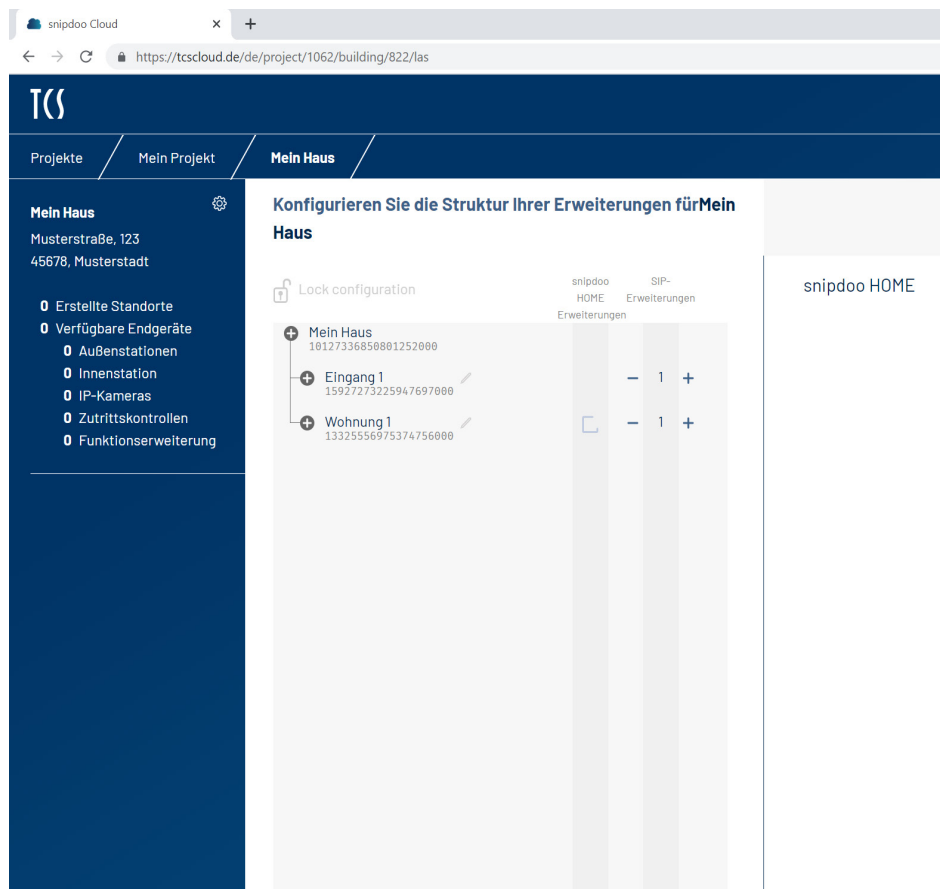 snipdoo Cloud
https://tcscloud.de/de/project/1062/building/822/las
TCS
Projekte
Mein Projekt
Mein Haus
Mein Haus
Musterstraße, 123
45678, Musterstadt
0 Erstellte Standorte
0 Verfügbare Endgeräte
0 Außenstationen
0 Innenstation
0 IP-Kameras
0 Zutrittskontrollen
0 Funktionserweiterung
Konfigurieren Sie die Struktur Ihrer Erweiterungen fürMein
Haus
Lock configuration
snipdoo
HOME
Erweiterungen
SIP-
Erweiterungen
Mein Haus
10127336850801252000
Eingang 1
15927273225947697000
− 1 +
Wohnung 1
13325556975374756000
− 1 +
snipdoo HOME